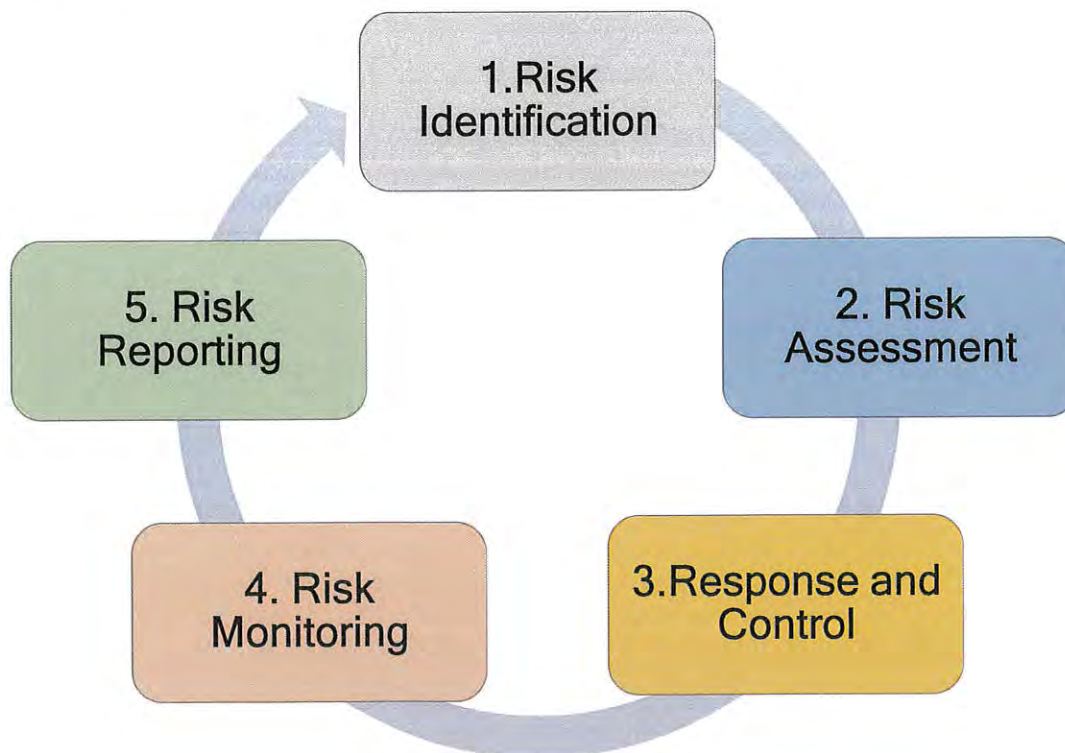 1.Risk
Identification
2. Risk
Assessment
3.Response and
Control
4. Risk
Monitoring
5. Risk
Reporting